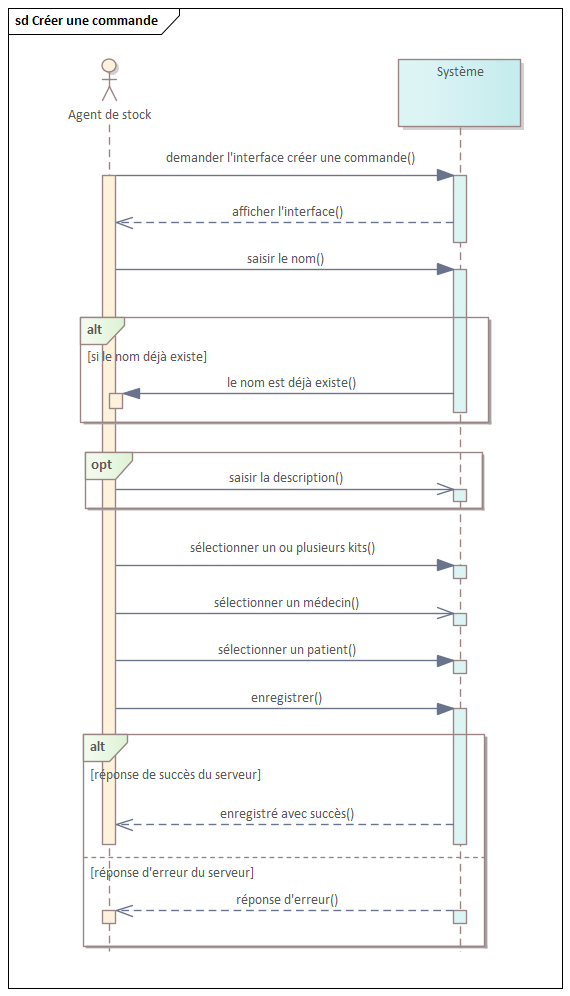 sd Créer une commande
Agent de stock
Système
demander l'interface créer une commande()
afficher l'interface()
saisir le nom()
alt
[si le nom déjà existe]
le nom est déjà existe()
opt
saisir la description()
sélectionner un ou plusieurs kits()
sélectionner un médecin()
sélectionner un patient()
enregistrer()
alt
[réponse de succès du serveur]
enregistré avec succès()
[réponse d'erreur du serveur]
réponse d'erreur()